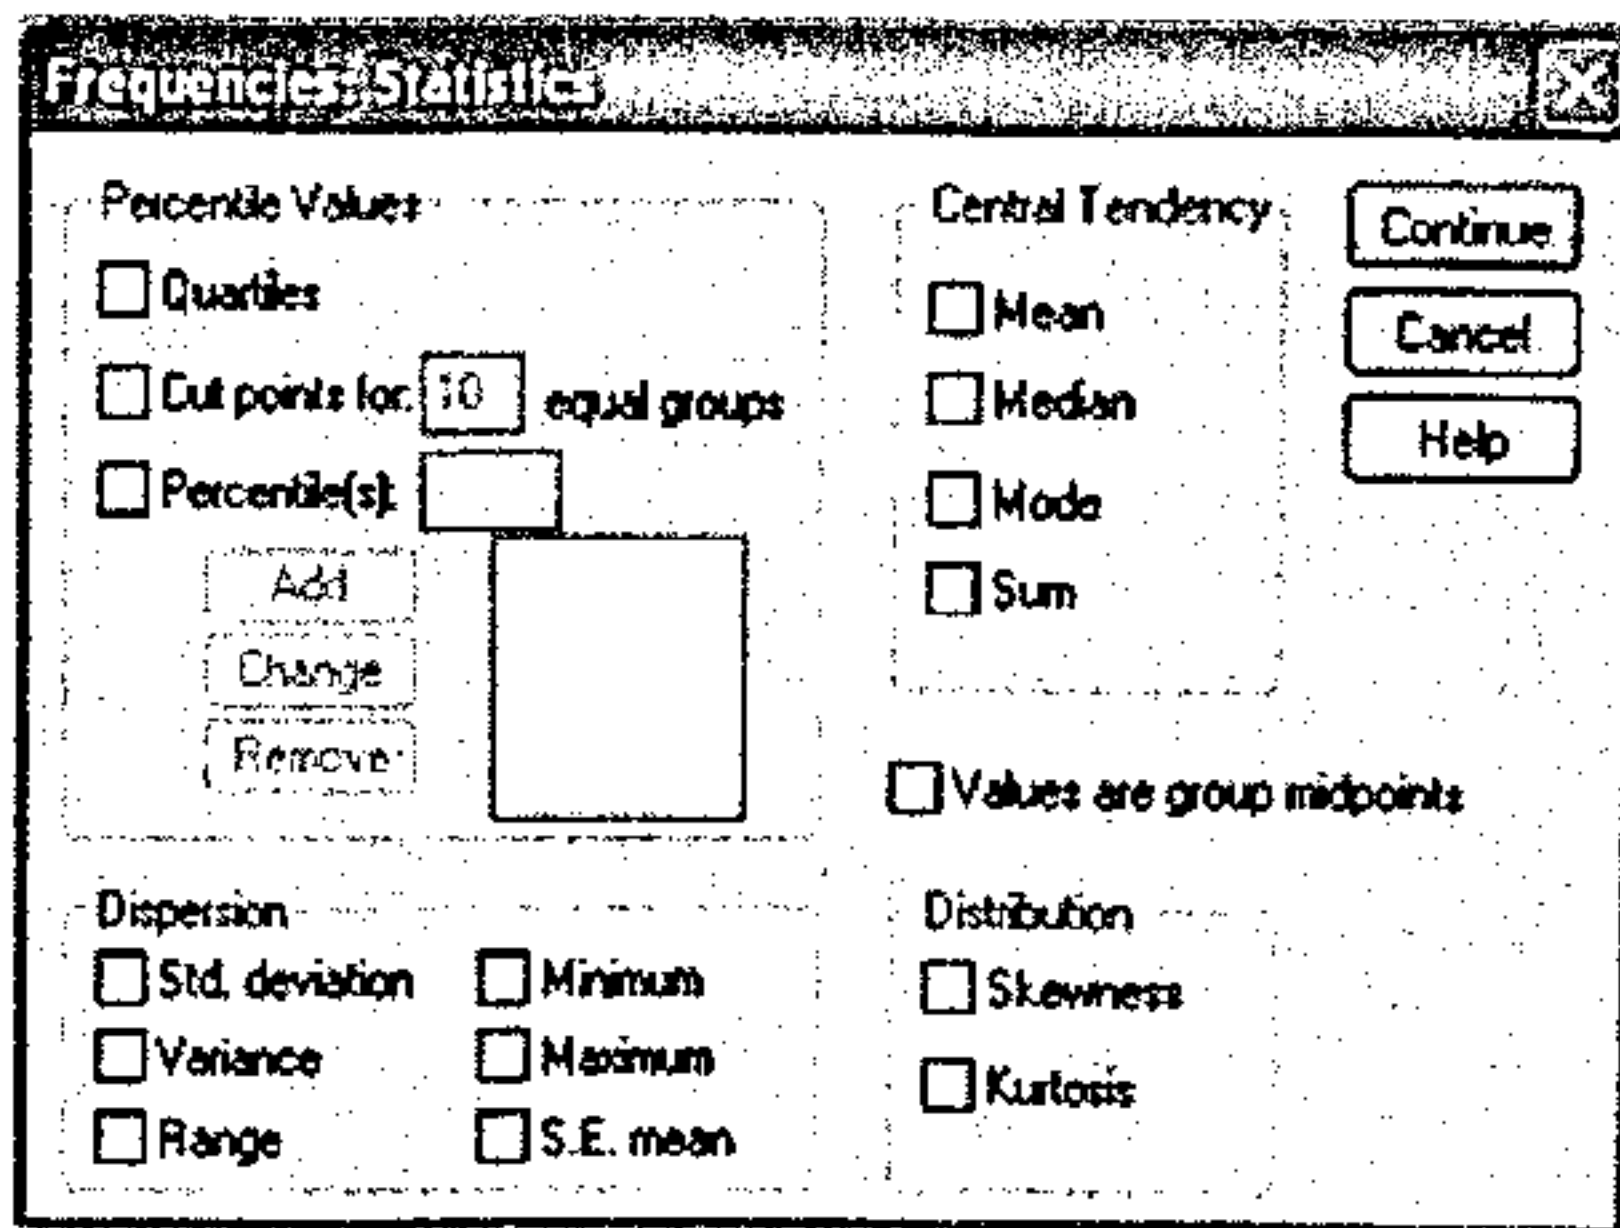 Frequencies: Statistics
Percentile Values
Quartiles
Cut points for: 10 equal groups
Percentile(s):
Add
Change
Remove
Central Tendency
Mean
Median
Mode
Sum
Continue
Cancel
Help
Values are group midpoints
Dispersion
Std. deviation
Minimum
Variance
Maximum
Range
S.E. mean
Distribution
Skewness
Kurtosis